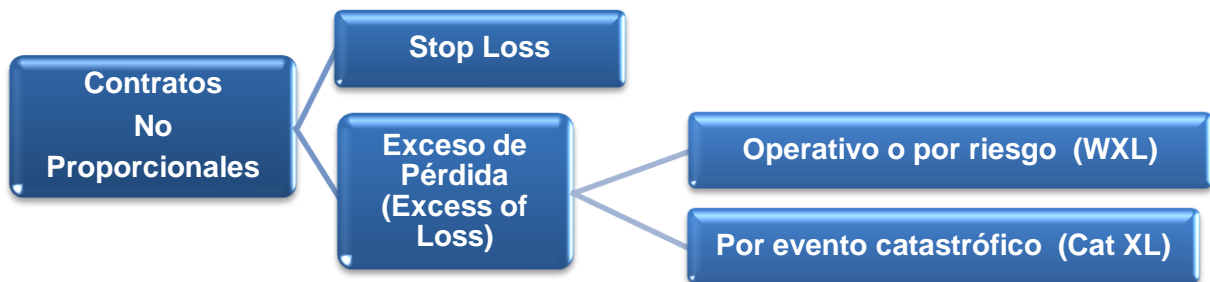 Contratos
No
Proporcionales
Stop Loss
Exceso de
Pérdida
(Excess of
Loss)
Operativo o por riesgo (WXL)
Por evento catastrófico (Cat XL)